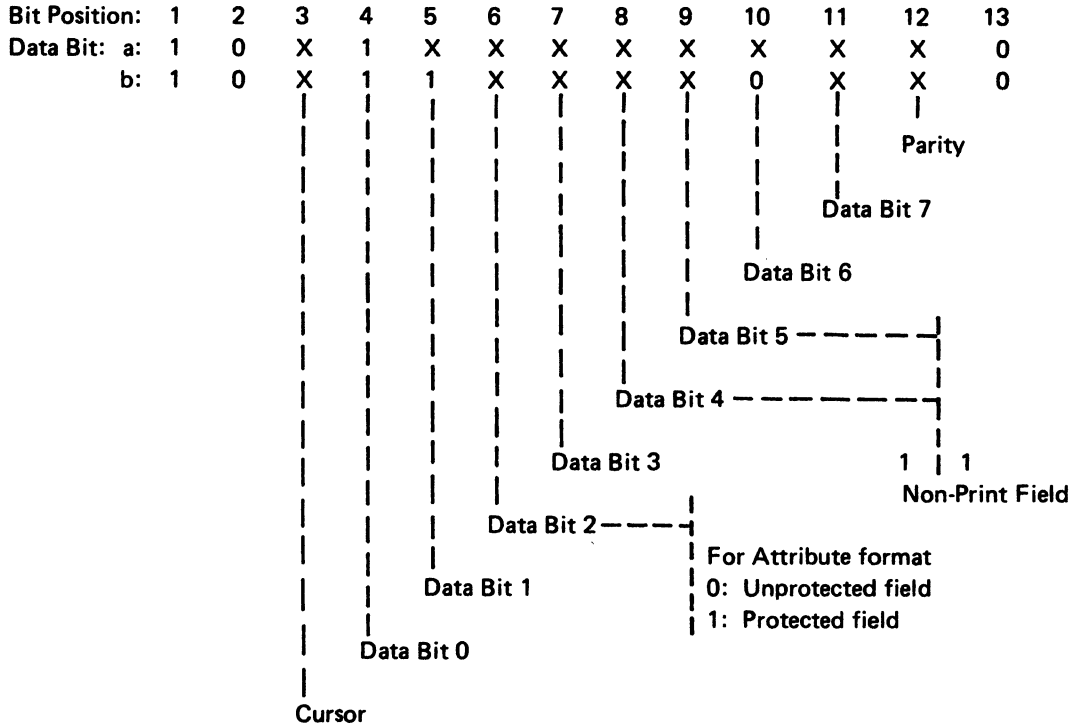 Bit Position: 1 2 3 4 5 6 7 8 9 10 11 12 13
Data Bit: a: 1 0 X 1 X X X X X X X X 0
b: 1 0 X 1 1 X X X X 0 X X 0
Parity
Data Bit 7
Data Bit 6
Data Bit 5
Data Bit 4
Data Bit 3
1 1
Non-Print Field
Data Bit 2
For Attribute format
0: Unprotected field
Data Bit 1
1: Protected field
Data Bit 0
Cursor